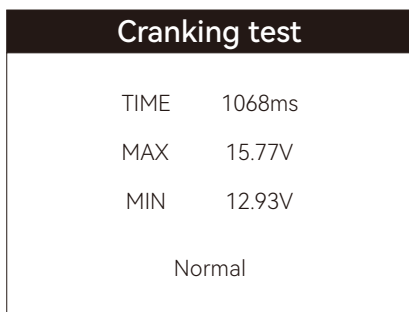 Cranking test
TIME 1068ms
MAX 15.77V
MIN 12.93V
Normal